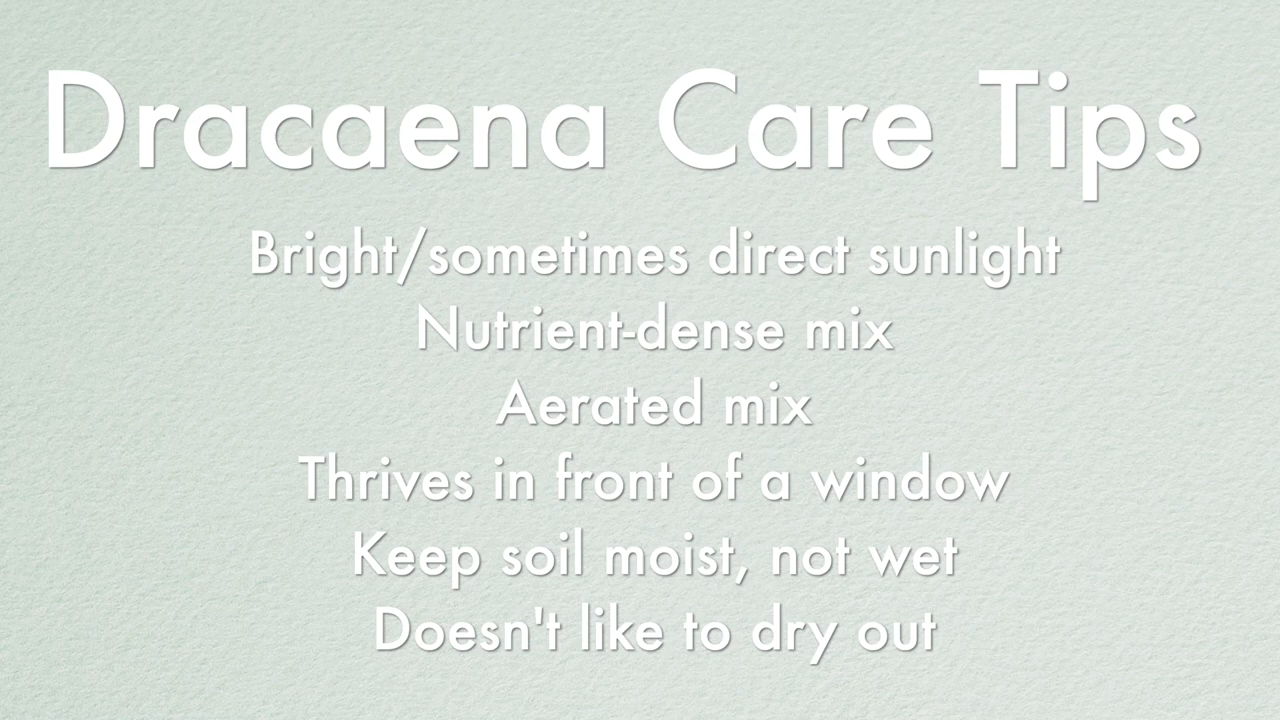 Dracaena Care Tips
Bright/sometimes direct sunlight
Nutrient-dense mix
Aerated mix
Thrives in front of a window
Keep soil moist, not wet
Doesn't like to dry out